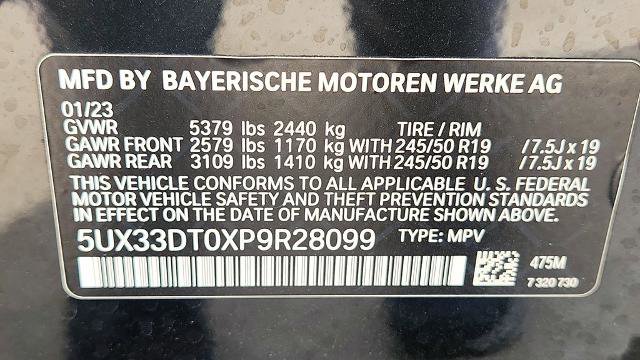 MFD BY BAYERISCHE MOTOREN WERKE AG
01/23
GVWR 5379 lbs 2440 kg TIRE / RIM
GAWR FRONT 2579 lbs 1170 kg WITH 245/50 R19 /7.5J x 19
GAWR REAR 3109 lbs 1410 kg WITH 245/50 R19 /7.5J x 19
THIS VEHICLE CONFORMS TO ALL APPLICABLE U.S. FEDERAL
MOTOR VEHICLE SAFETY AND THEFT PREVENTION STANDARDS
IN EFFECT ON THE DATE OF MANUFACTURE SHOWN ABOVE.
5UX33DT0XP9R28099 TYPE: MPV
475M
7 320 730